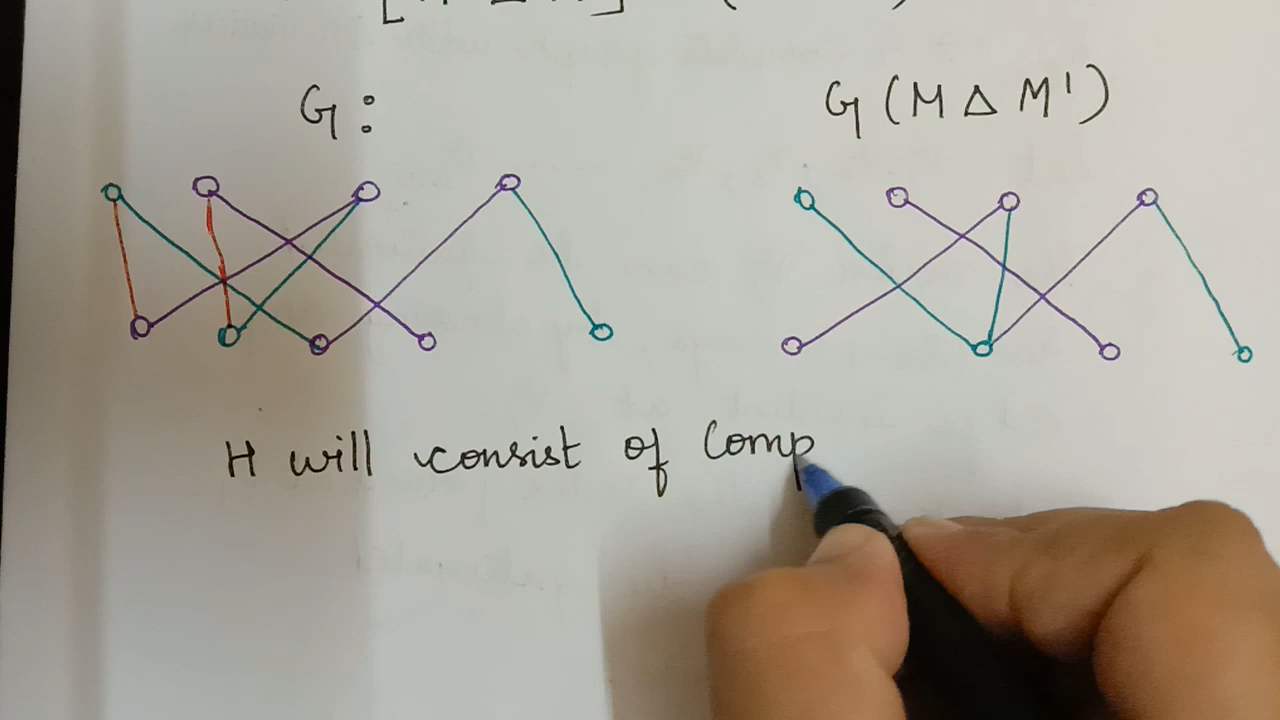 G :
G ( M Δ M' )
H will consist of Comp